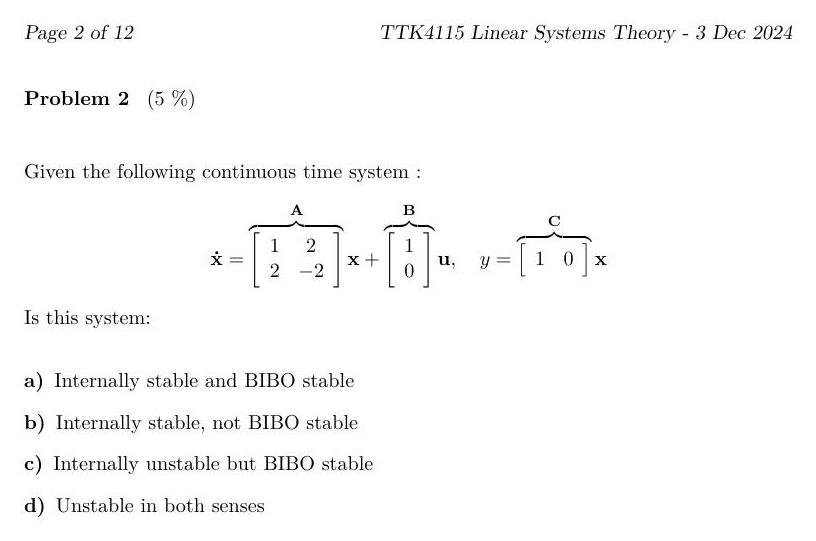 Page 2 of 12 TTK4115 Linear Systems Theory - 3 Dec 2024
Problem 2 (5 %)
Given the following continuous time system :
A B C
ẋ = [ 1 2 ; 2 −2 ] x + [ 1 ; 0 ] u, y = [ 1 0 ] x
Is this system:
a) Internally stable and BIBO stable
b) Internally stable, not BIBO stable
c) Internally unstable but BIBO stable
d) Unstable in both senses